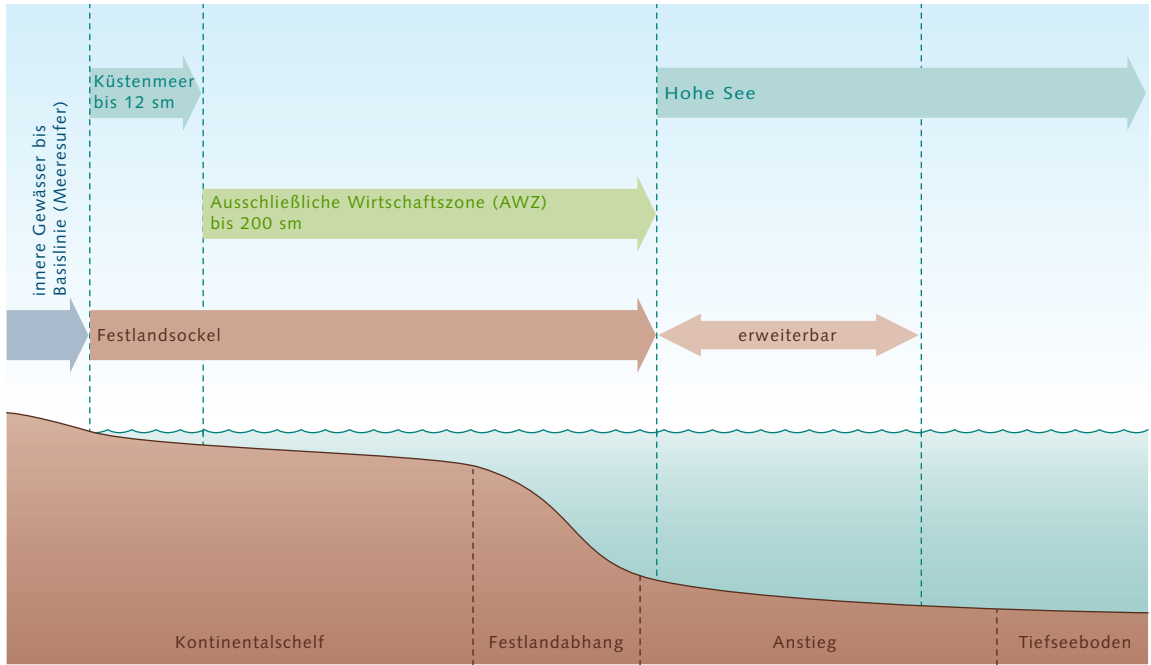 innere Gewässer bis
Basislinie (Meeresufer)
Küstenmeer
bis 12 sm
Hohe See
Ausschließliche Wirtschaftszone (AWZ)
bis 200 sm
Festlandsockel
erweiterbar
Kontinentalschelf
Festlandabhang
Anstieg
Tiefseeboden